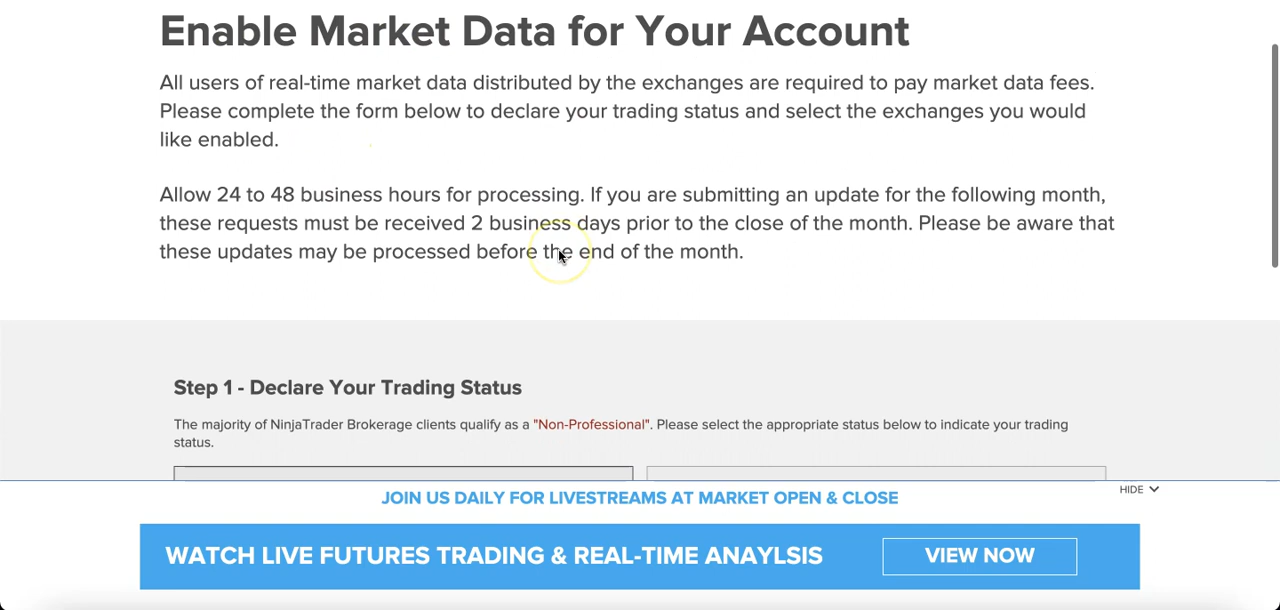 Enable Market Data for Your Account
All users of real-time market data distributed by the exchanges are required to pay market data fees.
Please complete the form below to declare your trading status and select the exchanges you would
like enabled.
Allow 24 to 48 business hours for processing. If you are submitting an update for the following month,
these requests must be received 2 business days prior to the close of the month. Please be aware that
these updates may be processed before the end of the month.
Step 1 - Declare Your Trading Status
The majority of NinjaTrader Brokerage clients qualify as a "Non-Professional". Please select the appropriate status below to indicate your trading
status.
HIDE
JOIN US DAILY FOR LIVESTREAMS AT MARKET OPEN & CLOSE
WATCH LIVE FUTURES TRADING & REAL-TIME ANAYLSIS
VIEW NOW